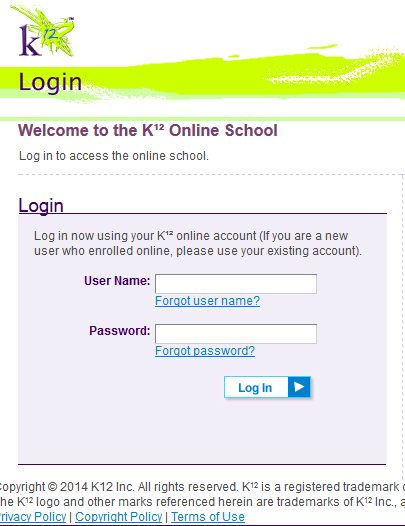 k12™
Login
Welcome to the K¹² Online School
Log in to access the online school.
Login
Log in now using your K¹² online account (If you are a new
user who enrolled online, please use your existing account).
User Name:
Forgot user name?
Password:
Forgot password?
Log In
opyright © 2014 K12 Inc. All rights reserved. K¹² is a registered trademark o
he K¹² logo and other marks referenced herein are trademarks of K12 Inc., a
rivacy Policy | Copyright Policy | Terms of Use